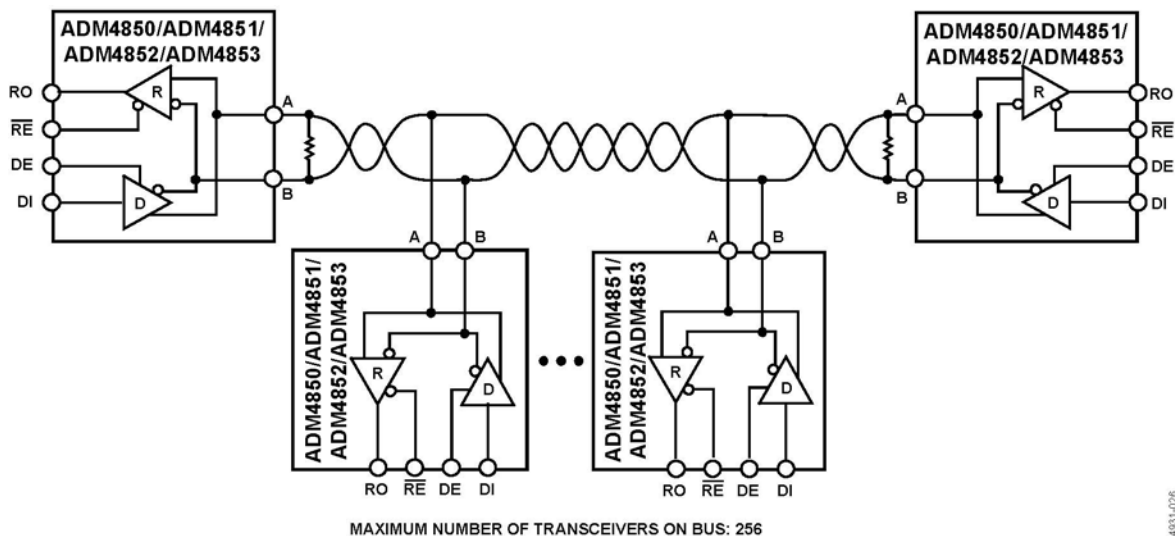 ADM4850/ADM4851/
ADM4852/ADM4853
RO
RE
DE
DI
R
D
A
B
ADM4850/ADM4851/
ADM4852/ADM4853
A
B
R
D
RO
RE
DE
DI
A
B
ADM4850/ADM4851/
ADM4852/ADM4853
R
D
RO
RE
DE
DI
A
B
ADM4850/ADM4851/
ADM4852/ADM4853
R
D
RO
RE
DE
DI
MAXIMUM NUMBER OF TRANSCEIVERS ON BUS: 256
4931-026